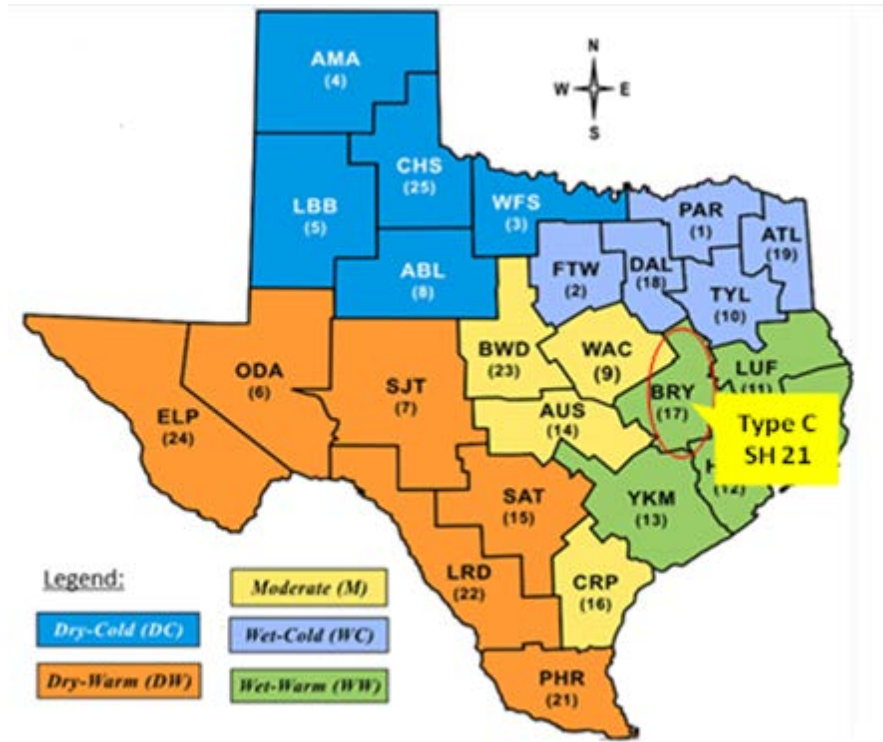 AMA
(4)
N
W E
S
CHS
(25)
LBB
(5)
WFS
(3)
PAR
(1)
ATL
(19)
ABL
(8)
FTW
(2)
DAL
(18)
TYL
(10)
BWD
(23)
WAC
(9)
LUF
(11)
ODA
(6)
SJT
(7)
BRY
(17)
ELP
(24)
AUS
(14)
Type C
SH 21
(12)
SAT
(15)
YKM
(13)
LRD
(22)
CRP
(16)
PHR
(21)
Legend:
Moderate (M)
Dry-Cold (DC)
Wet-Cold (WC)
Dry-Warm (DW)
Wet-Warm (WW)